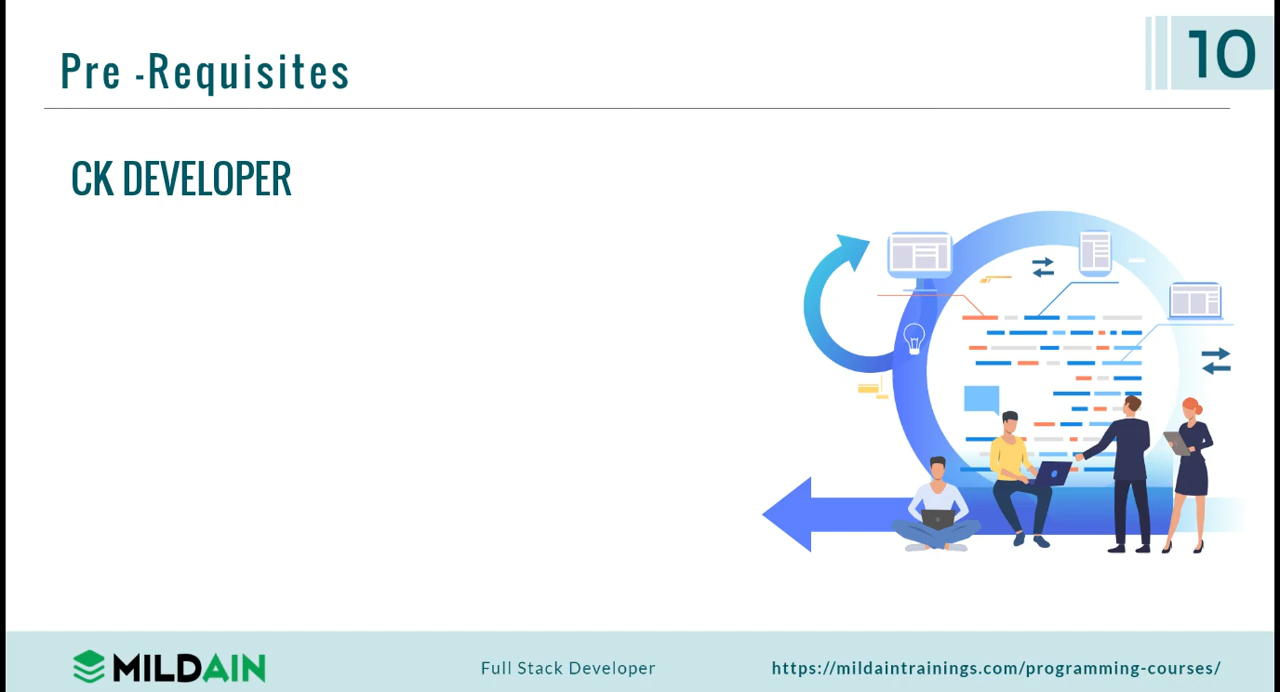 Pre -Requisites
10
CK DEVELOPER
MILDAIN
Full Stack Developer
https://mildaintrainings.com/programming-courses/